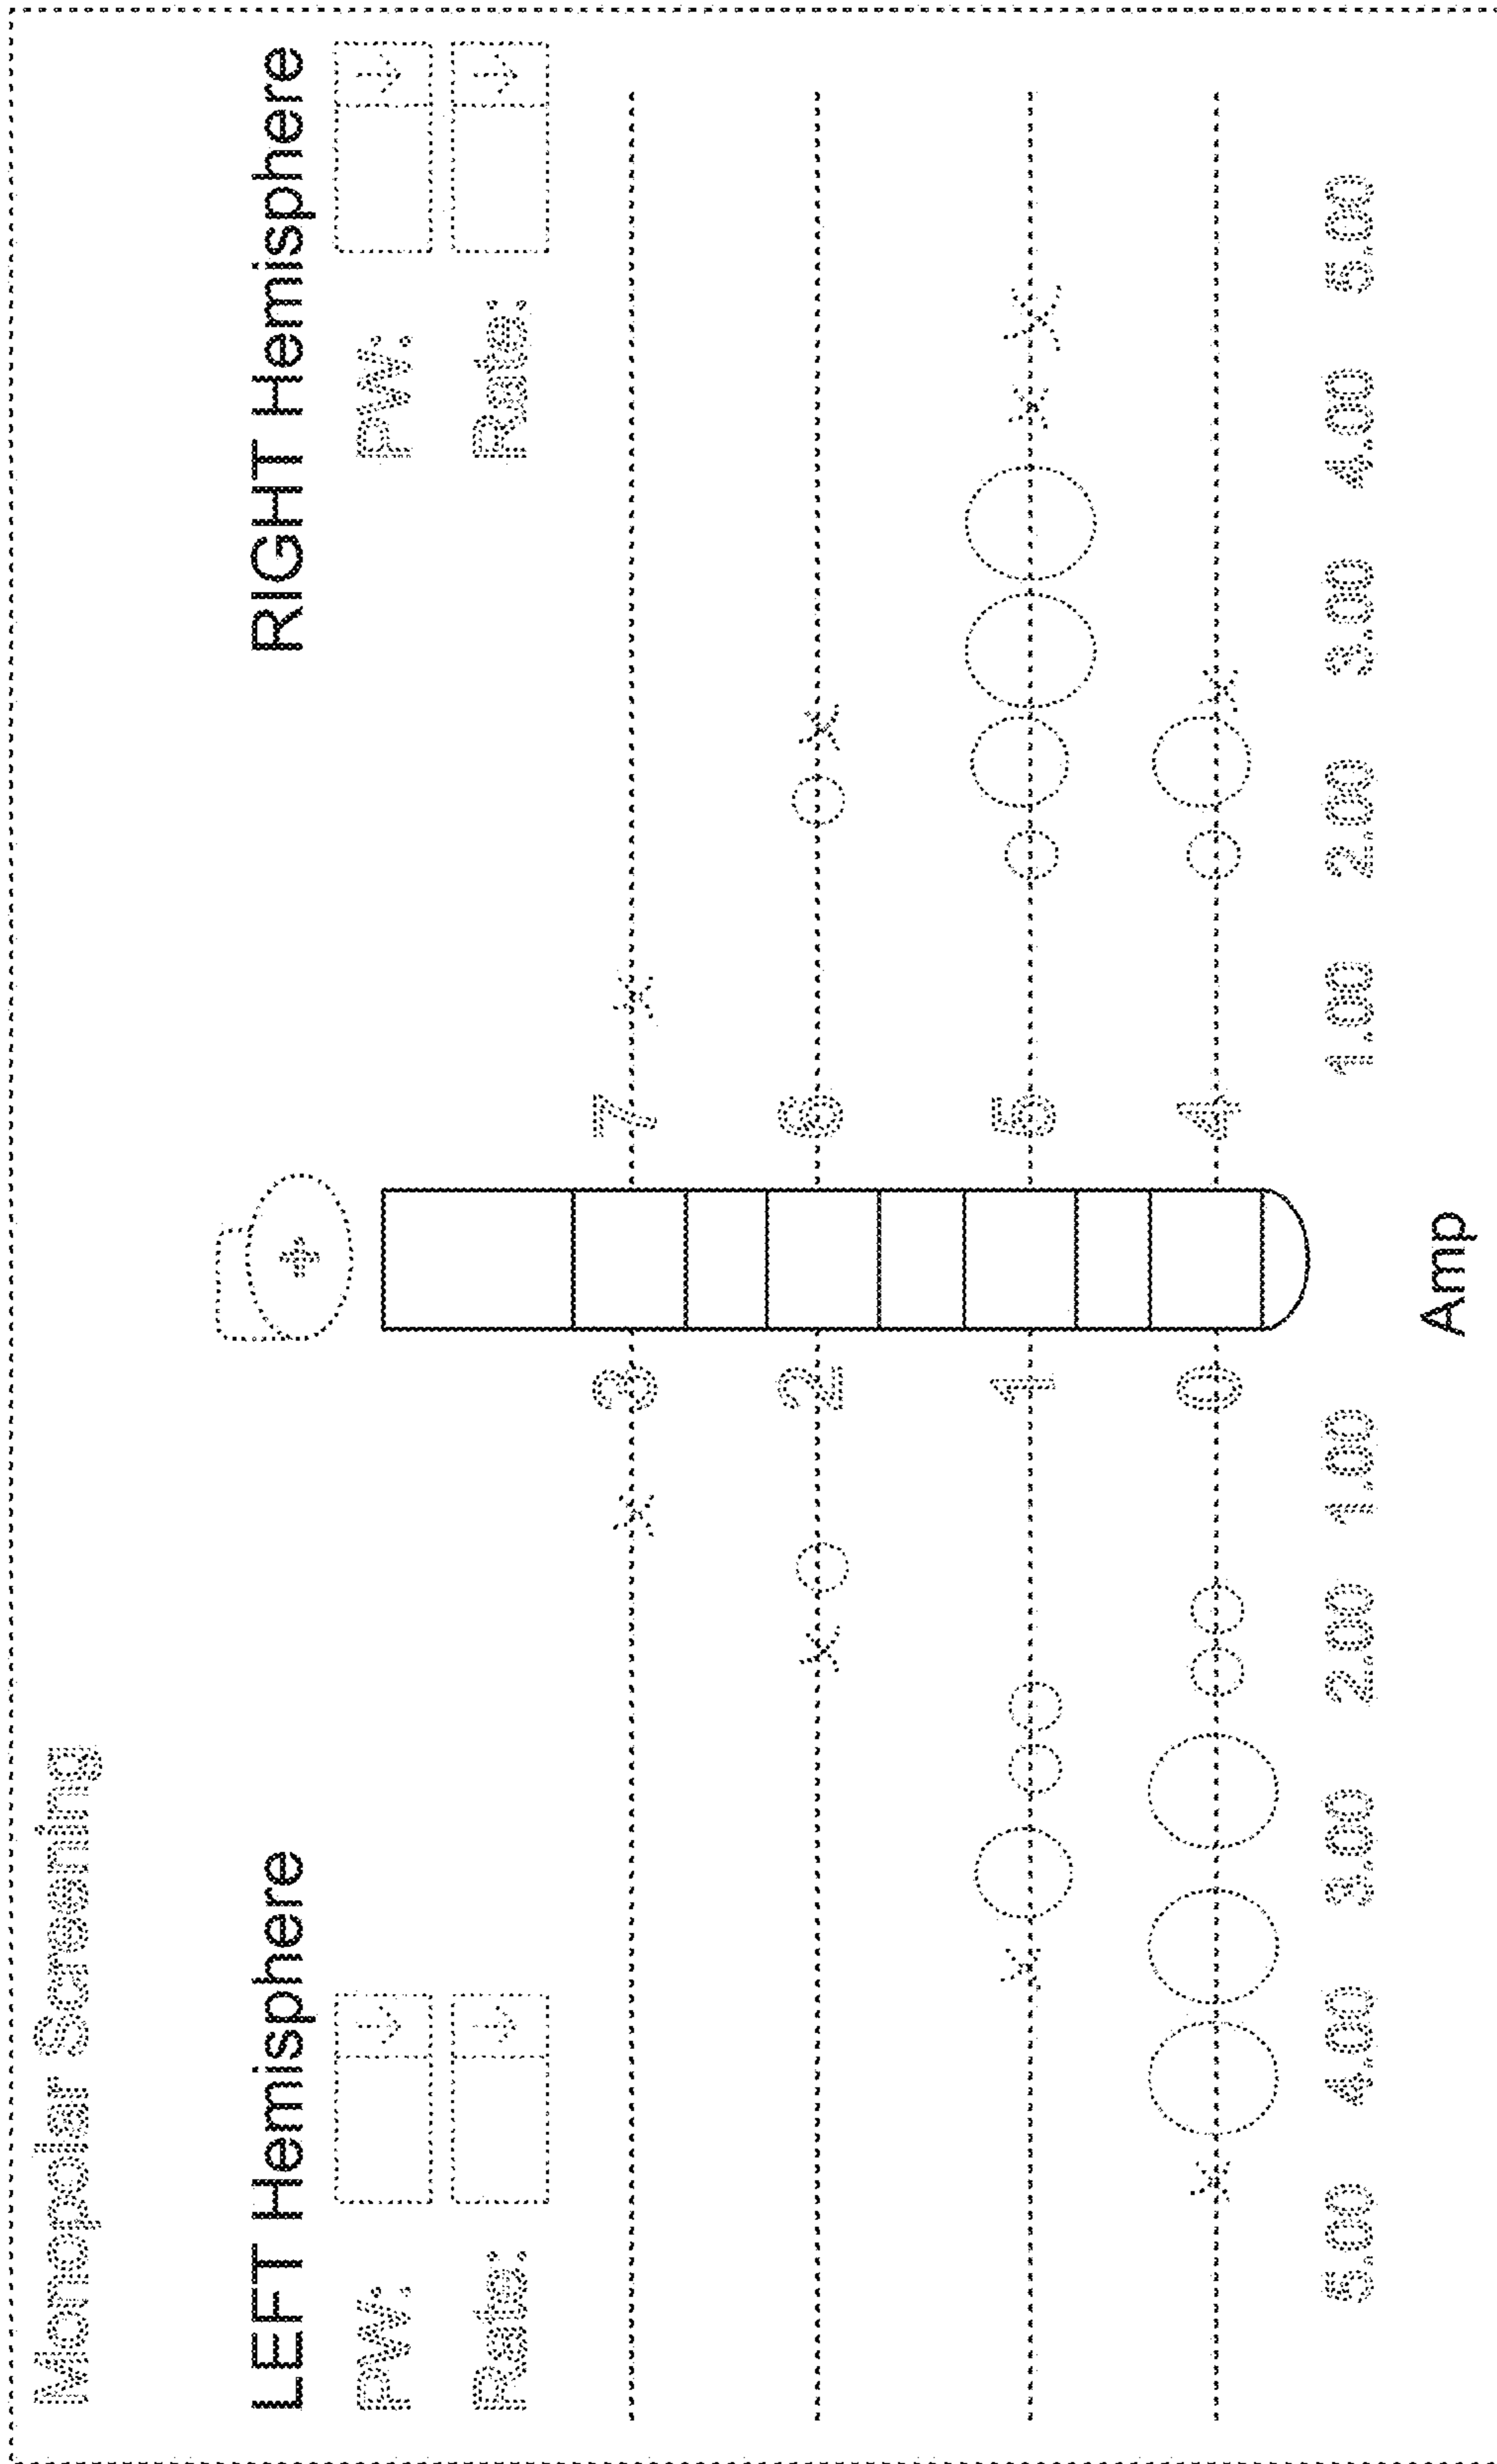 Monopolar Screening
LEFT Hemisphere RIGHT Hemisphere
PW: PW:
Rate: Rate:
+
3 7
2 6
1 5
0 4
5.00 4.00 3.00 2.00 1.00 1.00 2.00 3.00 4.00 5.00
Amp